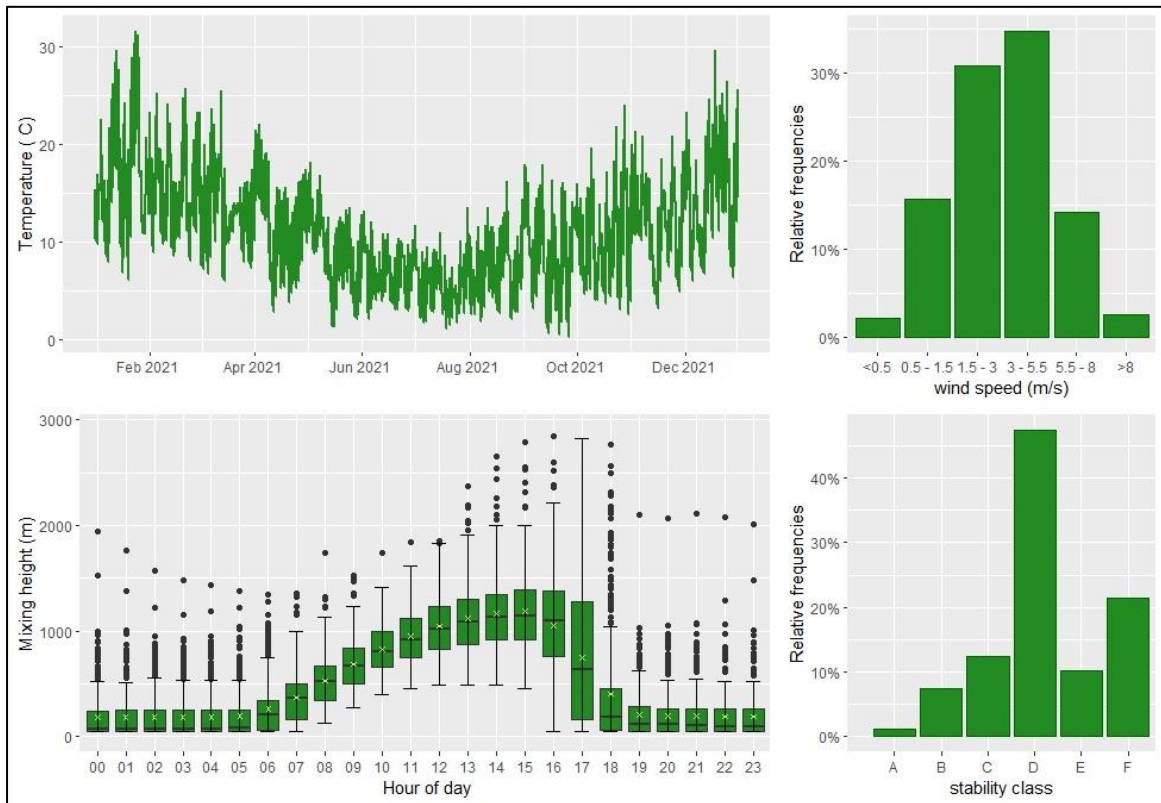 Temperature ( C)
30
20
10
0
Feb 2021 Apr 2021 Jun 2021 Aug 2021 Oct 2021 Dec 2021
Relative frequencies
30%
20%
10%
0%
<0.5 0.5 - 1.5 1.5 - 3 3 - 5.5 5.5 - 8 >8
wind speed (m/s)
Mixing height (m)
3000
2000
1000
0
00 01 02 03 04 05 06 07 08 09 10 11 12 13 14 15 16 17 18 19 20 21 22 23
Hour of day
Relative frequencies
40%
30%
20%
10%
0%
A B C D E F
stability class